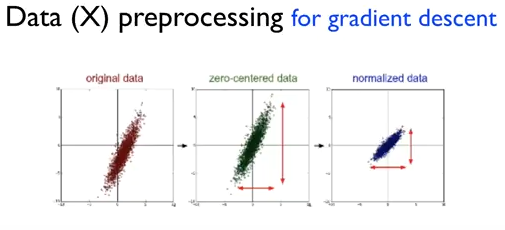 Data (X) preprocessing for gradient descent
original data
zero-centered data
normalized data